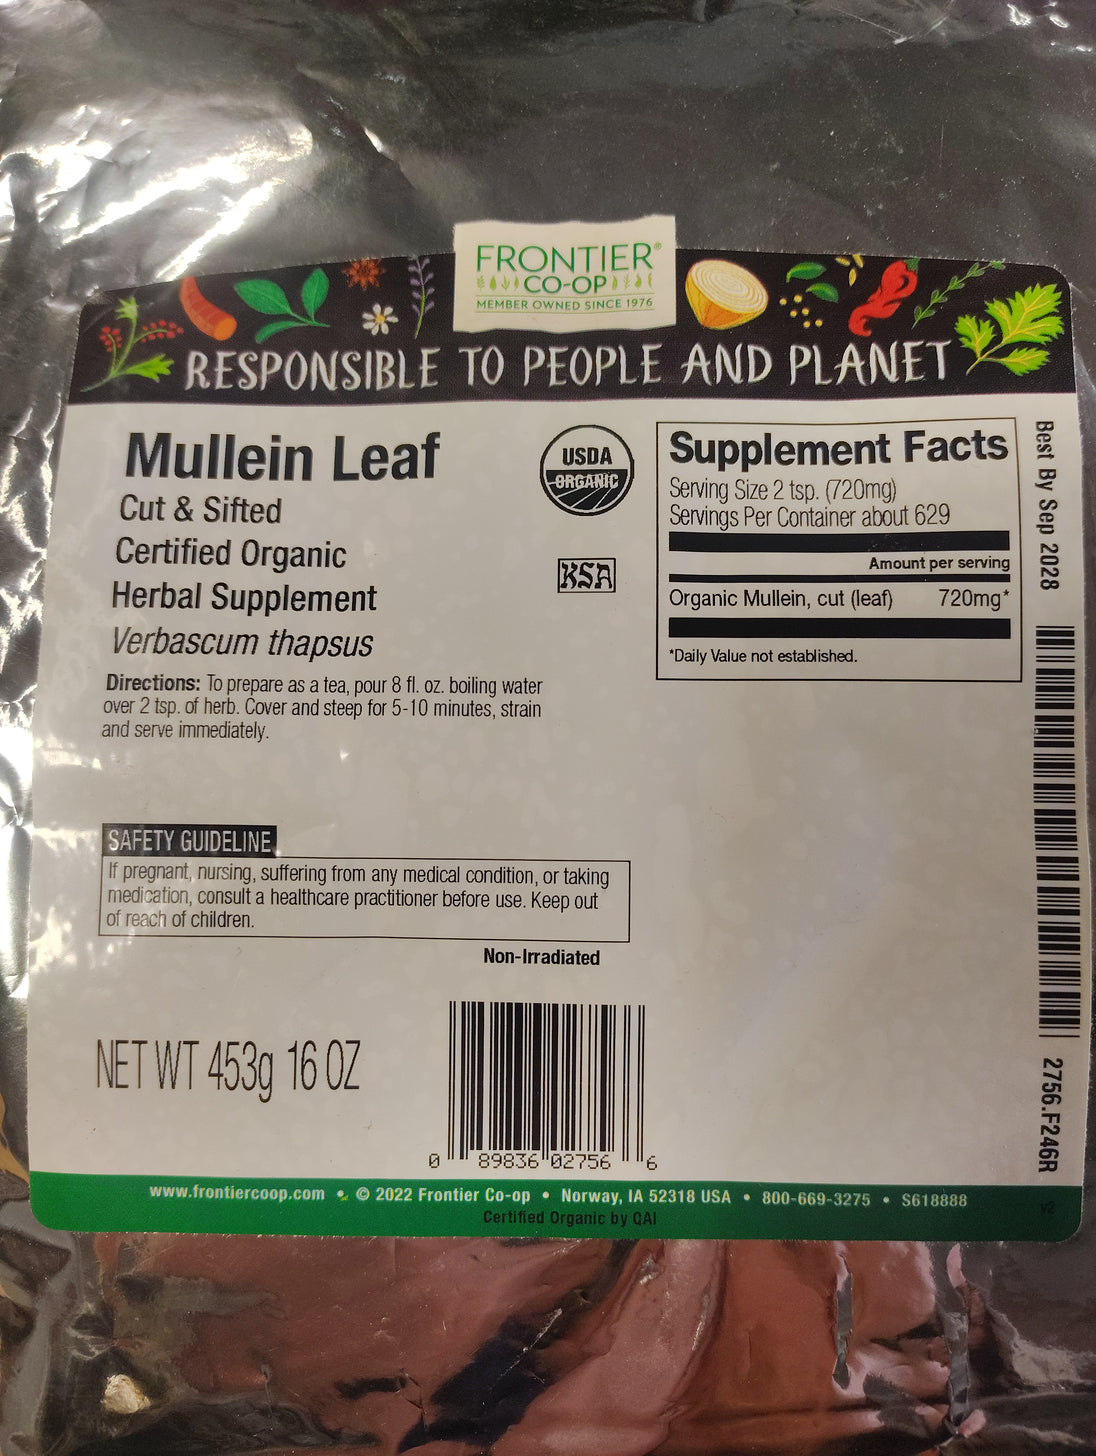 FRONTIER®
CO-OP
MEMBER OWNED SINCE 1976
RESPONSIBLE TO PEOPLE AND PLANET
Mullein Leaf
Cut & Sifted
Certified Organic
Herbal Supplement
Verbascum thapsus
Directions: To prepare as a tea, pour 8 fl. oz. boiling water
over 2 tsp. of herb. Cover and steep for 5-10 minutes, strain
and serve immediately.
USDA
ORGANIC
KSA
Supplement Facts
Serving Size 2 tsp. (720mg)
Servings Per Container about 629
Amount per serving
Organic Mullein, cut (leaf) 720mg*
*Daily Value not established.
Best By Sep 2028
2756.F246R
SAFETY GUIDELINE
If pregnant, nursing, suffering from any medical condition, or taking
medication, consult a healthcare practitioner before use. Keep out
of reach of children.
Non-Irradiated
NET WT 453g 16 OZ
0 89836 02756 6
www.frontiercoop.com • © 2022 Frontier Co-op • Norway, IA 52318 USA • 800-669-3275 • S618888
Certified Organic by QAI
v2